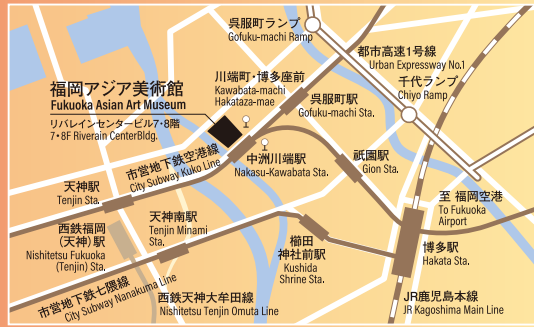 呉服町ランプ
Gofuku-machi Ramp
都市高速1号線
Urban Expressway No.1
千代ランプ
Chiyo Ramp
福岡アジア美術館
Fukuoka Asian Art Museum
リバレインセンタービル7・8階
7・8F Riverain CenterBldg.
川端町・博多座前
Kawabata-machi
Hakataza-mae
呉服町駅
Gofuku-machi Sta.
市営地下鉄空港線
City Subway Kuko Line
中洲川端駅
Nakasu-Kawabata Sta.
祇園駅
Gion Sta.
天神駅
Tenjin Sta.
至 福岡空港
To Fukuoka
Airport
西鉄福岡
(天神)駅
Nishitetsu Fukuoka
(Tenjin) Sta.
天神南駅
Tenjin Minami
Sta.
櫛田
神社前駅
Kushida
Shrine Sta.
博多駅
Hakata Sta.
市営地下鉄七隈線
City Subway Nanakuma Line
西鉄天神大牟田線
Nishitetsu Tenjin Omuta Line
JR鹿児島本線
JR Kagoshima Main Line